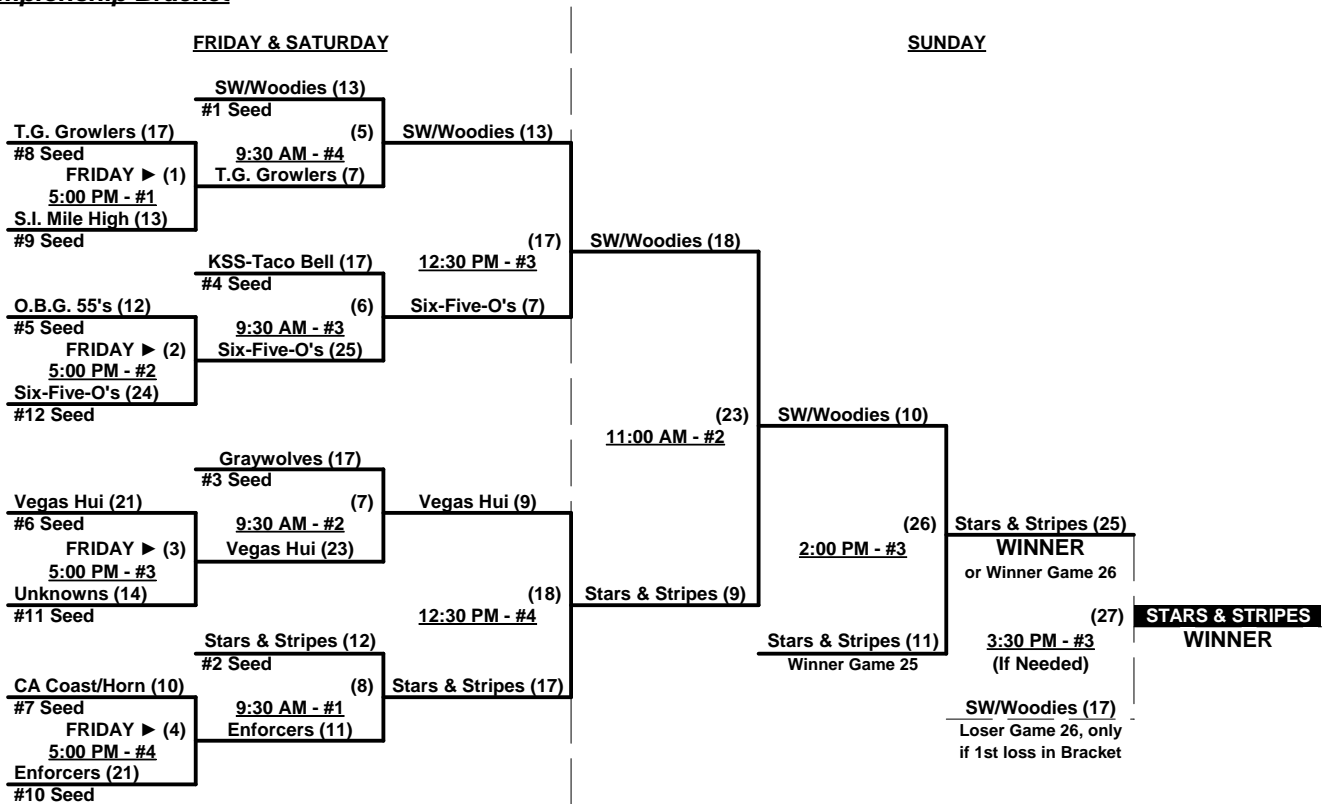 FRIDAY & SATURDAY
SUNDAY
SW/Woodies (13)
#1 Seed
T.G. Growlers (17)
(5)
SW/Woodies (13)
#8 Seed
9:30 AM - #4
FRIDAY ► (1)
T.G. Growlers (7)
5:00 PM - #1
S.I. Mile High (13)
#9 Seed
(17)
SW/Woodies (18)
KSS-Taco Bell (17)
12:30 PM - #3
#4 Seed
O.B.G. 55's (12)
(6)
Six-Five-O's (7)
#5 Seed
9:30 AM - #3
FRIDAY ► (2)
Six-Five-O's (25)
5:00 PM - #2
Six-Five-O's (24)
#12 Seed
(23)
SW/Woodies (10)
11:00 AM - #2
Graywolves (17)
#3 Seed
Vegas Hui (21)
(7)
Vegas Hui (9)
#6 Seed
9:30 AM - #2
(26)
Stars & Stripes (25)
FRIDAY ► (3)
Vegas Hui (23)
2:00 PM - #3
WINNER
5:00 PM - #3
or Winner Game 26
Unknowns (14)
(18)
Stars & Stripes (9)
#11 Seed
12:30 PM - #4
(27)
STARS & STRIPES
Stars & Stripes (12)
Stars & Stripes (11)
3:30 PM - #3
WINNER
#2 Seed
Winner Game 25
(If Needed)
CA Coast/Horn (10)
(8)
Stars & Stripes (17)
#7 Seed
9:30 AM - #1
SW/Woodies (17)
FRIDAY ► (4)
Enforcers (11)
Loser Game 26, only
5:00 PM - #4
if 1st loss in Bracket
Enforcers (21)
#10 Seed